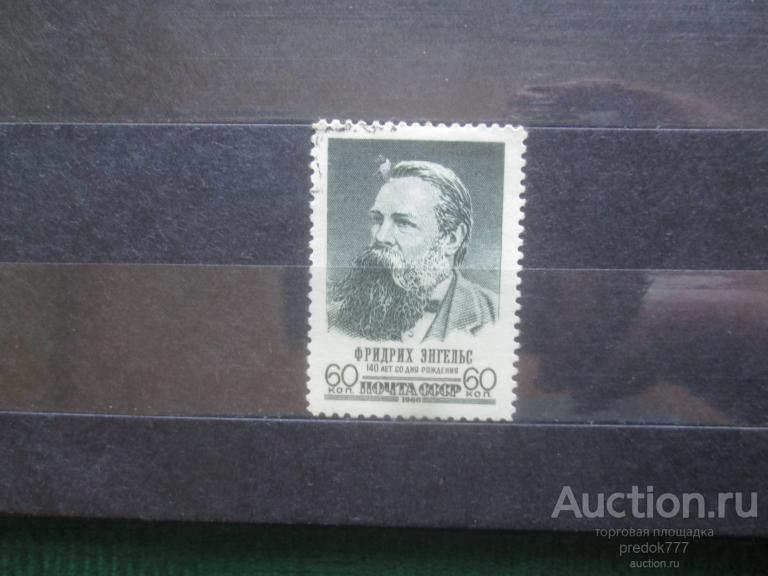 ФРИДРИХ ЭНГЕЛЬС
140 ЛЕТ СО ДНЯ РОЖДЕНИЯ
60 КОП. ПОЧТА СССР 60 КОП.
1960
Auction.ru
торговая площадка
predok777
auction.ru